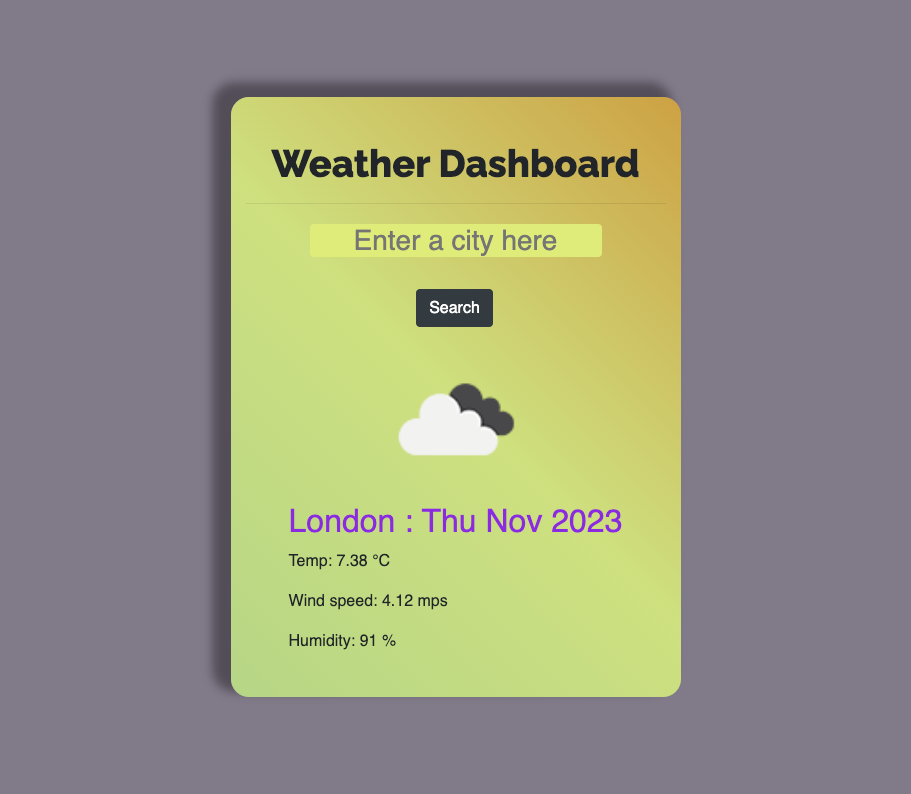 Weather Dashboard
Enter a city here
Search
London : Thu Nov 2023
Temp: 7.38 °C
Wind speed: 4.12 mps
Humidity: 91 %